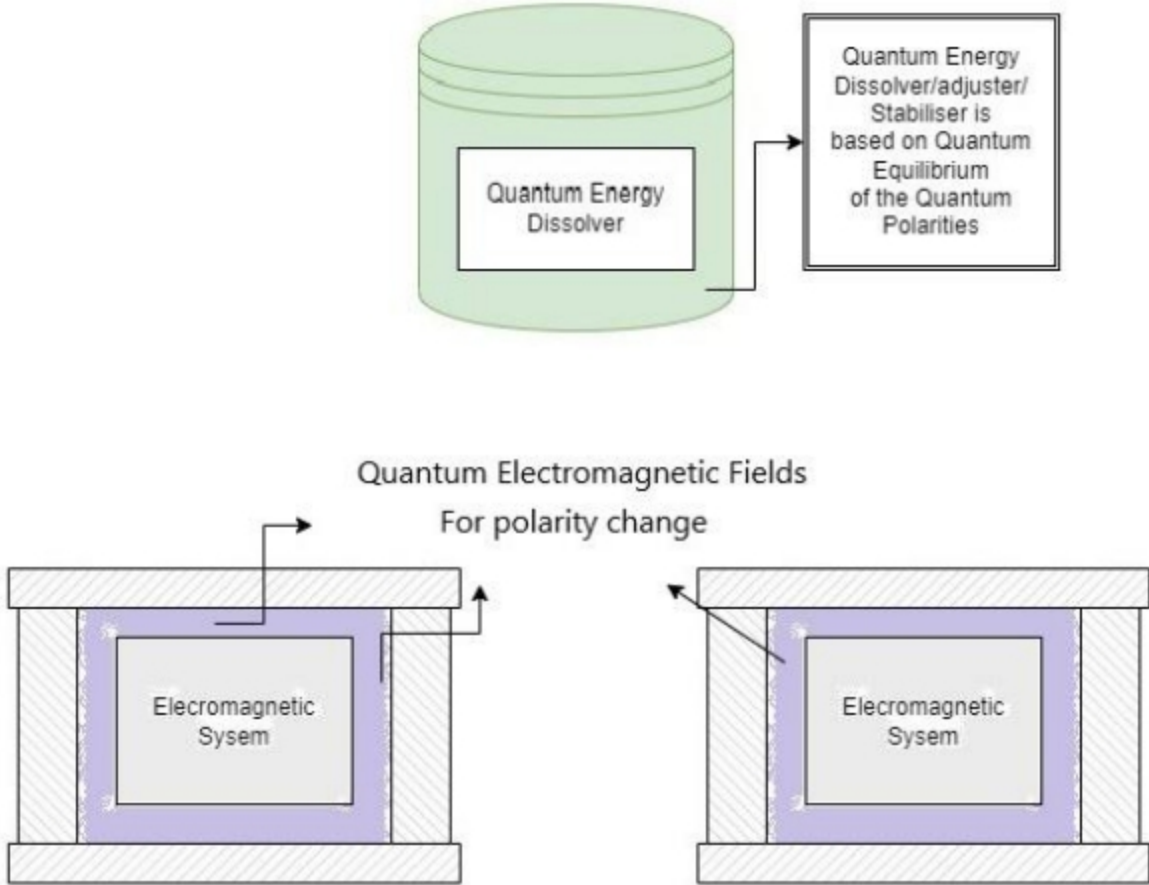 Quantum Energy
Dissolver
Quantum Energy
Dissolver/adjuster/
Stabiliser is
based on Quantum
Equilibrium
of the Quantum
Polarities
Quantum Electromagnetic Fields
For polarity change
Elecromagnetic
Sysem
Elecromagnetic
Sysem